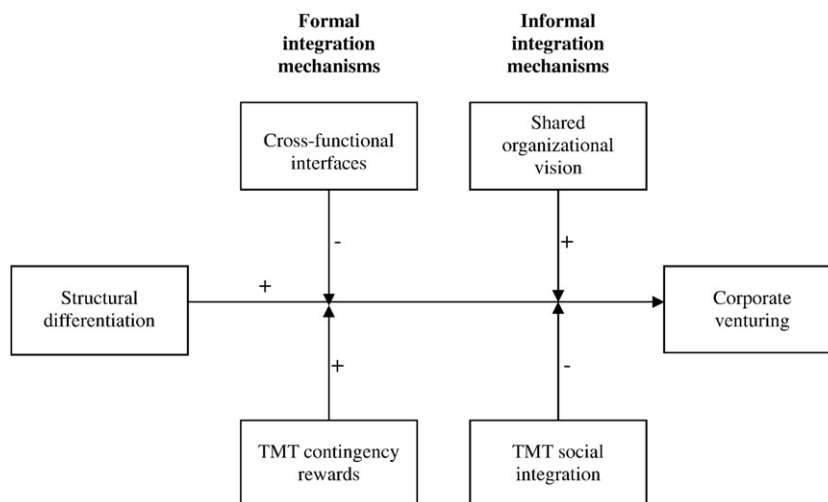 Formal
integration
mechanisms
Informal
integration
mechanisms
Cross-functional
interfaces
Shared
organizational
vision
-
+
+
Structural
differentiation
Corporate
venturing
+
-
TMT contingency
rewards
TMT social
integration